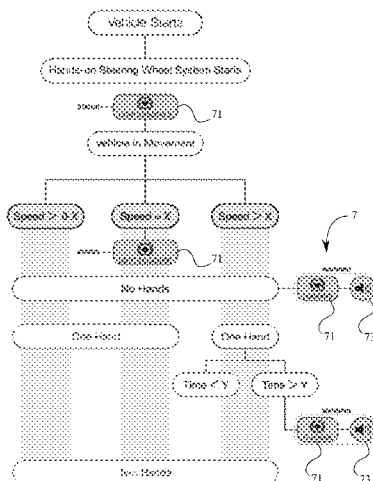 Vehicle Starts
Hands-on Steering Wheel System Starts
71
Vehicle in Movement
Speed > 0-X
Speed = X
Speed > X
71
7
No Hands
71
73
One Hand
One Hand
Time < Y
Time > Y
71
73
Two Hands